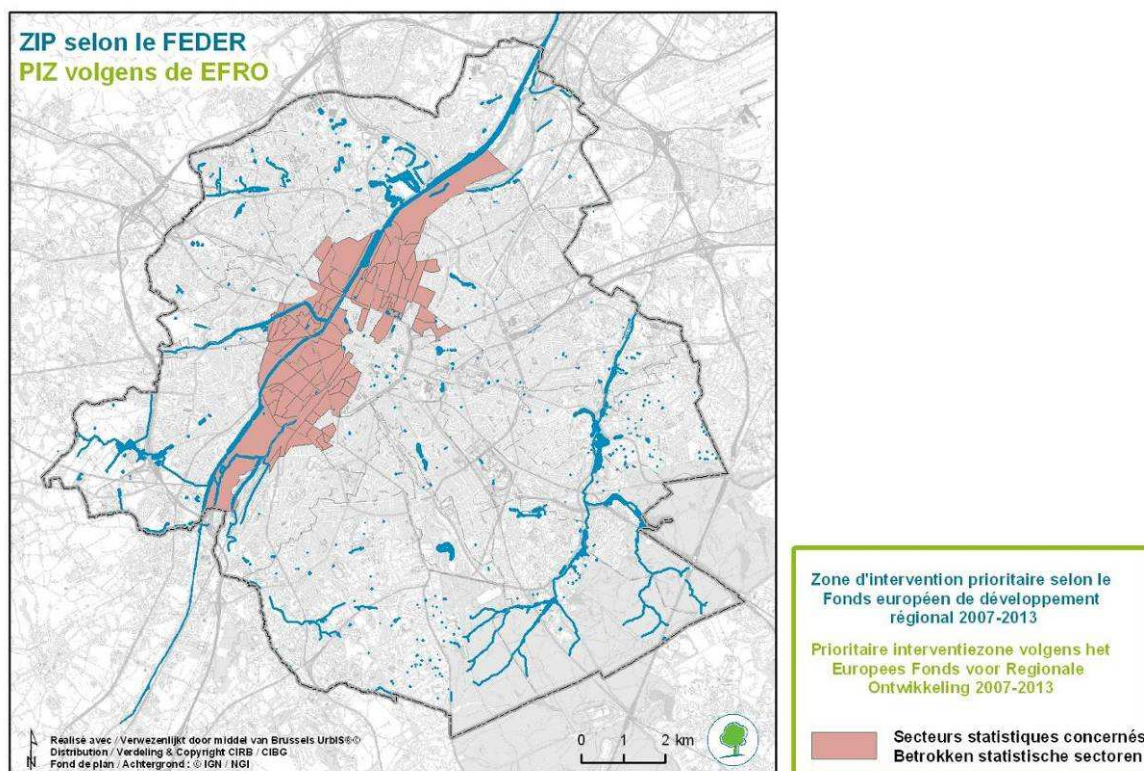 ZIP selon le FEDER
PIZ volgens de EFRO
Réalisé avec / Verwezenlijkt door middel van Brussels UrbIS®©
Distribution / Verdeling & Copyright CIRB / CIBG
Fond de plan / Achtergrond : © IGN / NGI
N
0 1 2 km
Zone d'intervention prioritaire selon le
Fonds européen de développement
régional 2007-2013
Prioritaire interventiezone volgens het
Europees Fonds voor Regionale
Ontwikkeling 2007-2013
Secteurs statistiques concernés
Betrokken statistische sectoren